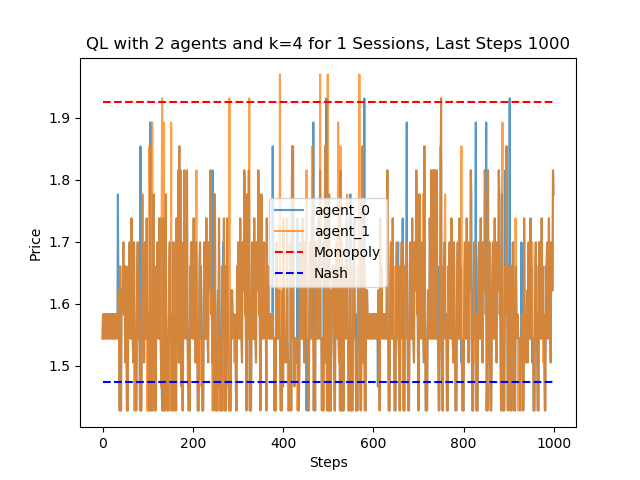 QL with 2 agents and k=4 for 1 Sessions, Last Steps 1000
1.9
1.8
1.7
1.6
1.5
Price
agent_0
agent_1
Monopoly
Nash
0
200
400
600
800
1000
Steps